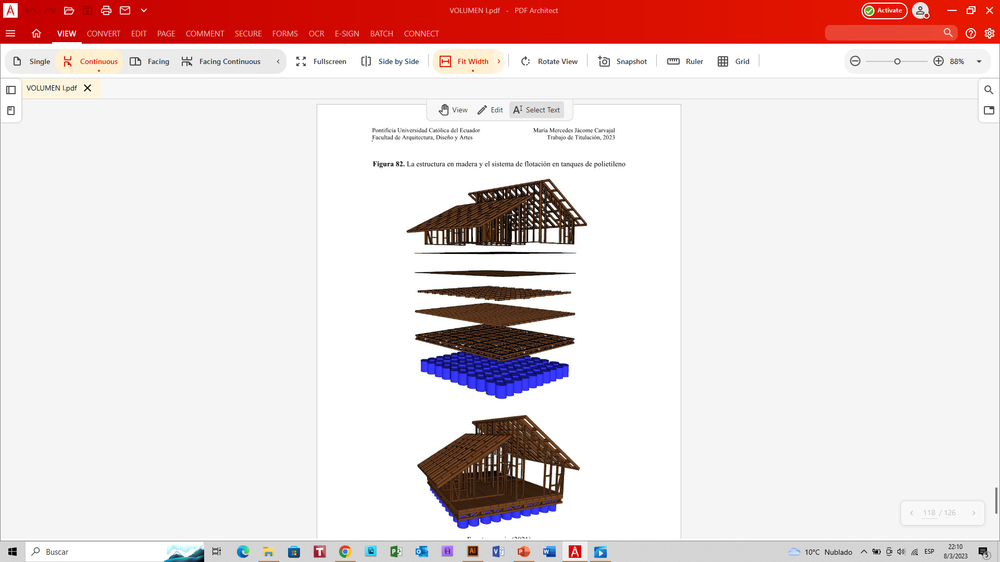 VOLUMEN I.pdf - PDF Architect
Activate
VIEW CONVERT EDIT PAGE COMMENT SECURE FORMS OCR E-SIGN BATCH CONNECT
Single Continuous Facing Facing Continuous Fullscreen Side by Side Fit Width Rotate View Snapshot Ruler Grid 88%
VOLUMEN I.pdf
View Edit Select Text
Pontificia Universidad Católica del Ecuador María Mercedes Jácome Carvajal
Facultad de Arquitectura, Diseño y Artes Trabajo de Titulación, 2023
Figura 82. La estructura en madera y el sistema de flotación en tanques de polietileno
118 / 126
Buscar
10°C Nublado
ESP
22:10
8/3/2023
5